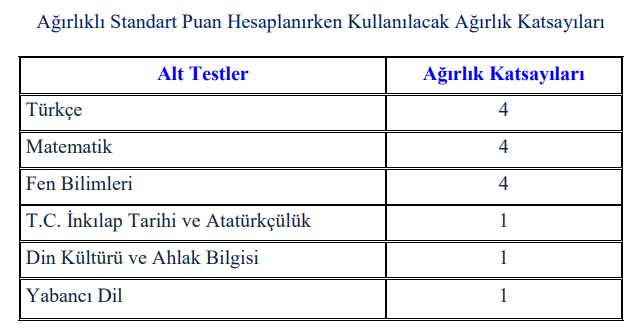 Ağırlıklı Standart Puan Hesaplanırken Kullanılacak Ağırlık Katsayıları
Alt Testler Ağırlık Katsayıları
Türkçe 4
Matematik 4
Fen Bilimleri 4
T.C. İnkılap Tarihi ve Atatürkçülük 1
Din Kültürü ve Ahlak Bilgisi 1
Yabancı Dil 1